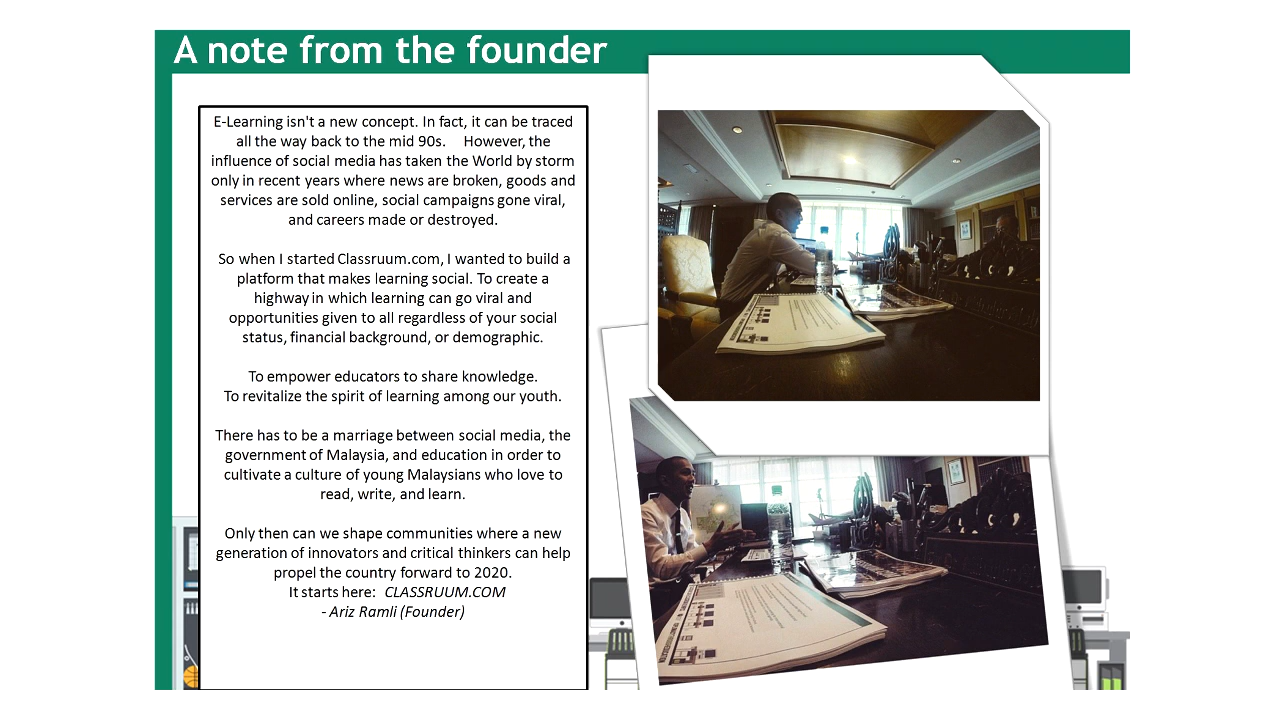 A note from the founder
E-Learning isn't a new concept. In fact, it can be traced
all the way back to the mid 90s. However, the
influence of social media has taken the World by storm
only in recent years where news are broken, goods and
services are sold online, social campaigns gone viral,
and careers made or destroyed.
So when I started Classruum.com, I wanted to build a
platform that makes learning social. To create a
highway in which learning can go viral and
opportunities given to all regardless of your social
status, financial background, or demographic.
To empower educators to share knowledge.
To revitalize the spirit of learning among our youth.
There has to be a marriage between social media, the
government of Malaysia, and education in order to
cultivate a culture of young Malaysians who love to
read, write, and learn.
Only then can we shape communities where a new
generation of innovators and critical thinkers can help
propel the country forward to 2020.
It starts here: CLASSRUUM.COM
- Ariz Ramli (Founder)